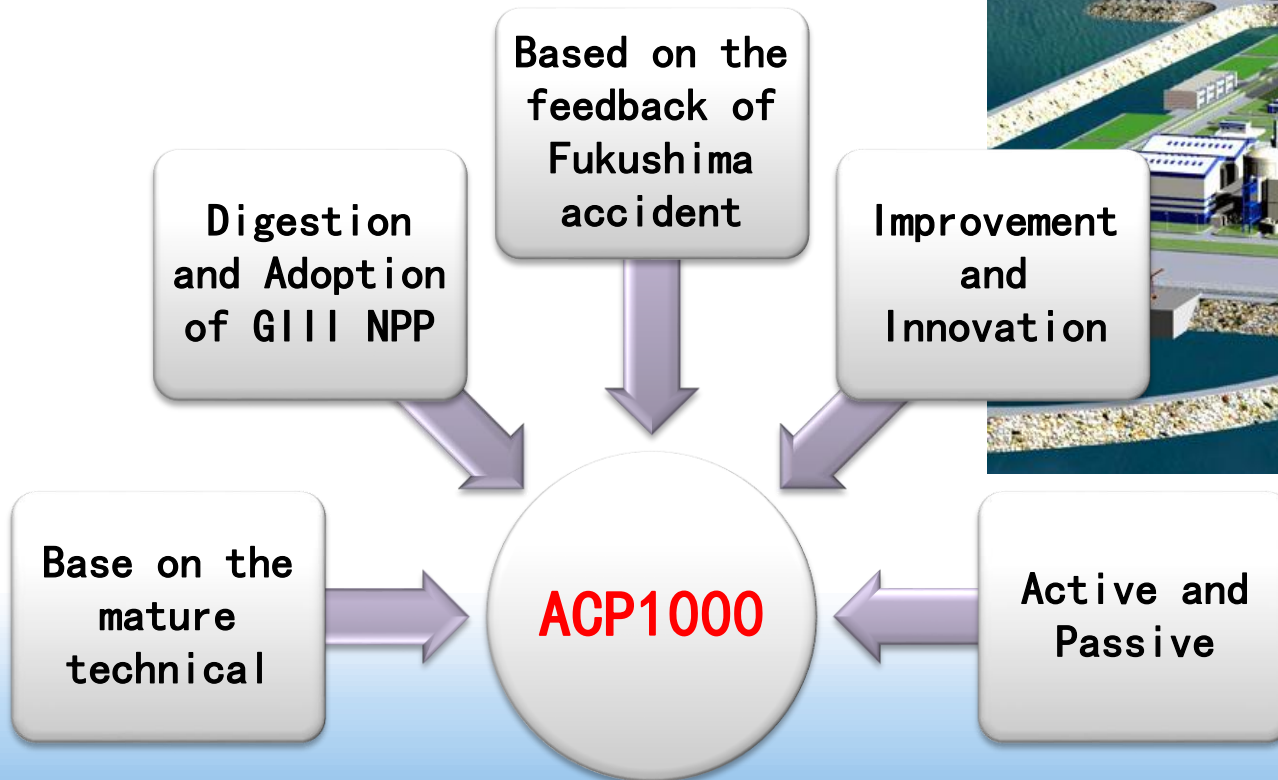 Based on the
feedback of
Fukushima
accident
Digestion
and Adoption
of GIII NPP
Improvement
and
Innovation
Base on the
mature
technical
ACP1000
Active and
Passive